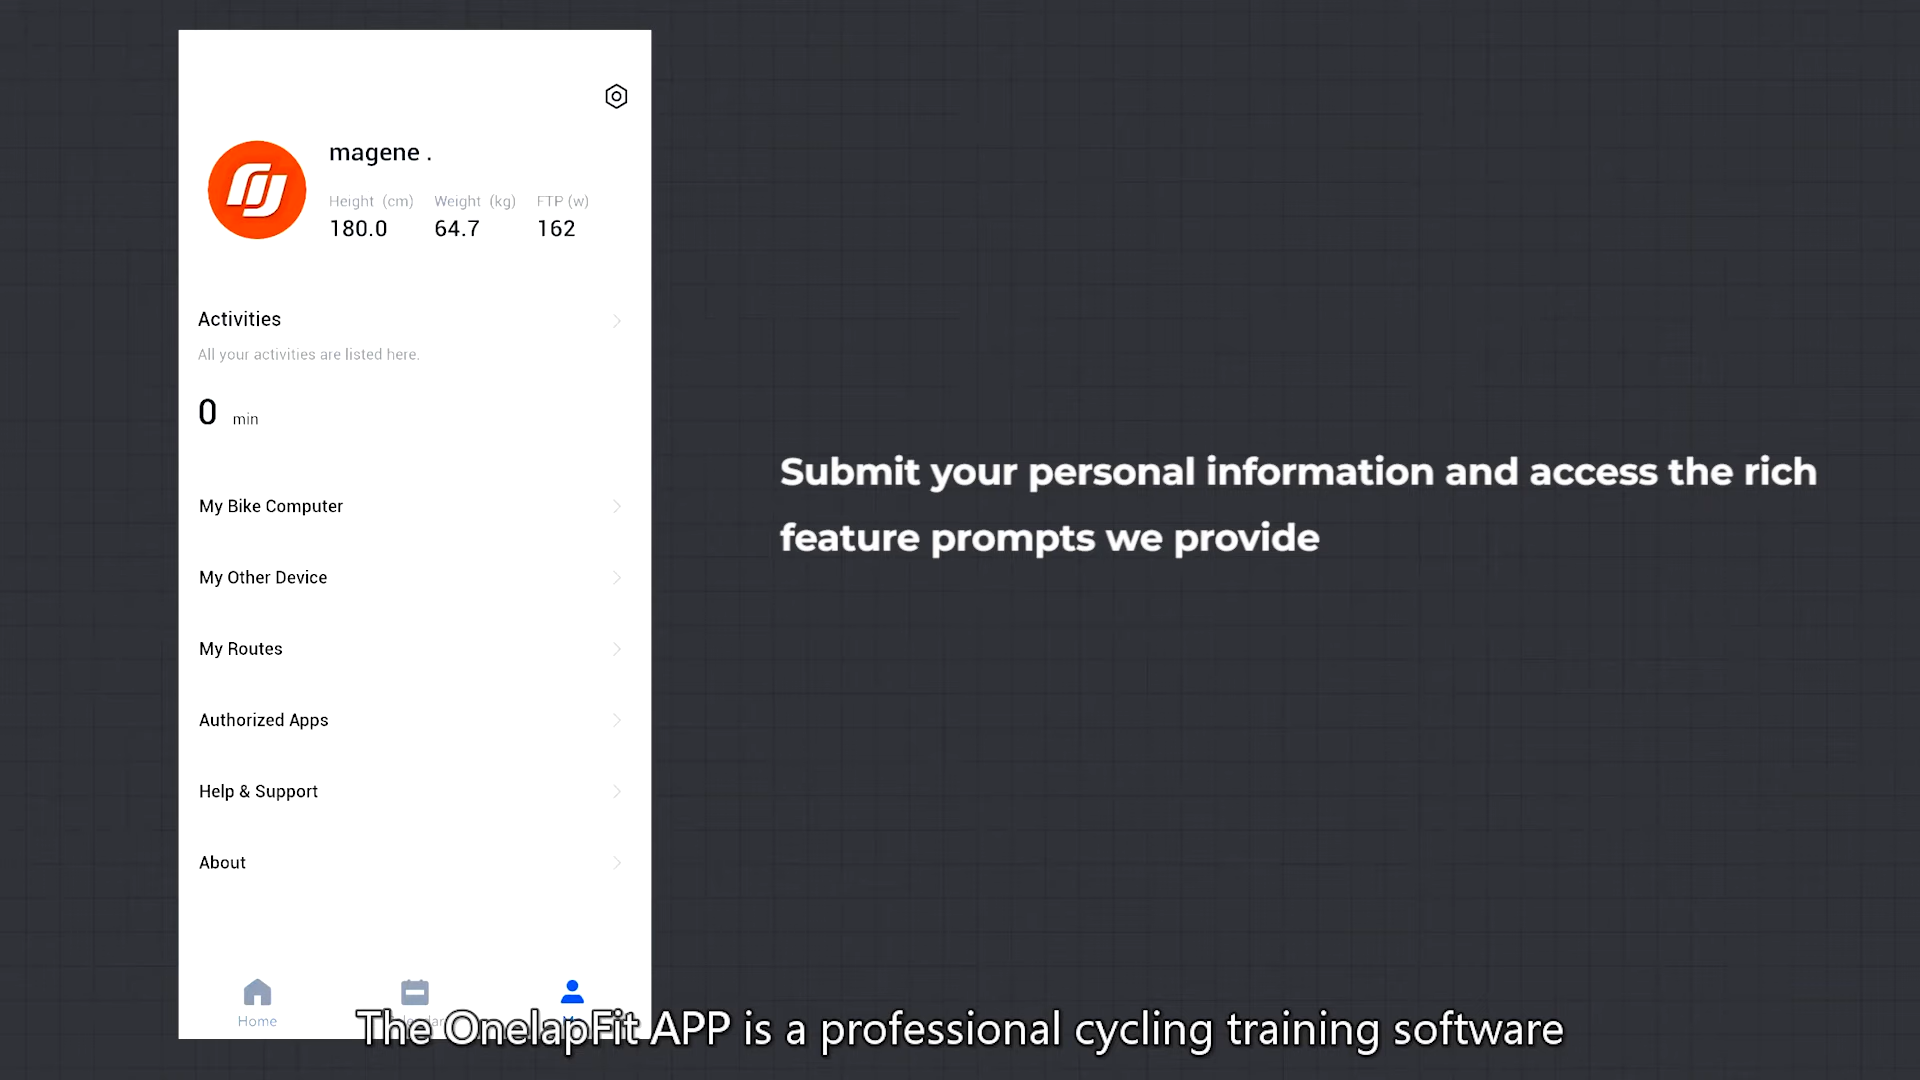 magene .
Height (cm) Weight (kg) FTP (w)
180.0 64.7 162
Activities
All your activities are listed here.
0 min
My Bike Computer
My Other Device
My Routes
Authorized Apps
Help & Support
About
Home
Submit your personal information and access the rich
feature prompts we provide
The OnelapFit APP is a professional cycling training software